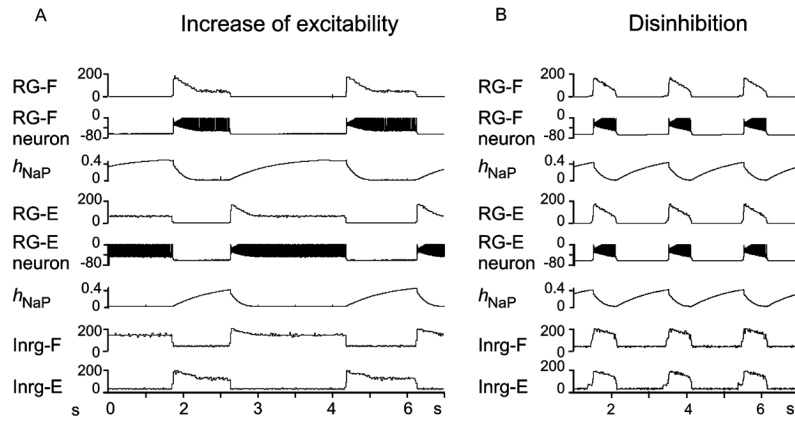 A
Increase of excitability
B
Disinhibition
RG-F
200
0
RG-F
200
0
RG-F
neuron
0
-80
RG-F
neuron
0
-80
hNaP
0.4
0
hNaP
0.4
0
RG-E
200
0
RG-E
200
0
RG-E
neuron
0
-80
RG-E
neuron
0
-80
hNaP
0.4
0
hNaP
0.4
0
Inrg-F
200
0
Inrg-F
200
0
Inrg-E
200
0
Inrg-E
200
0
s 0 2 3 4 6 s
2 4 6 s